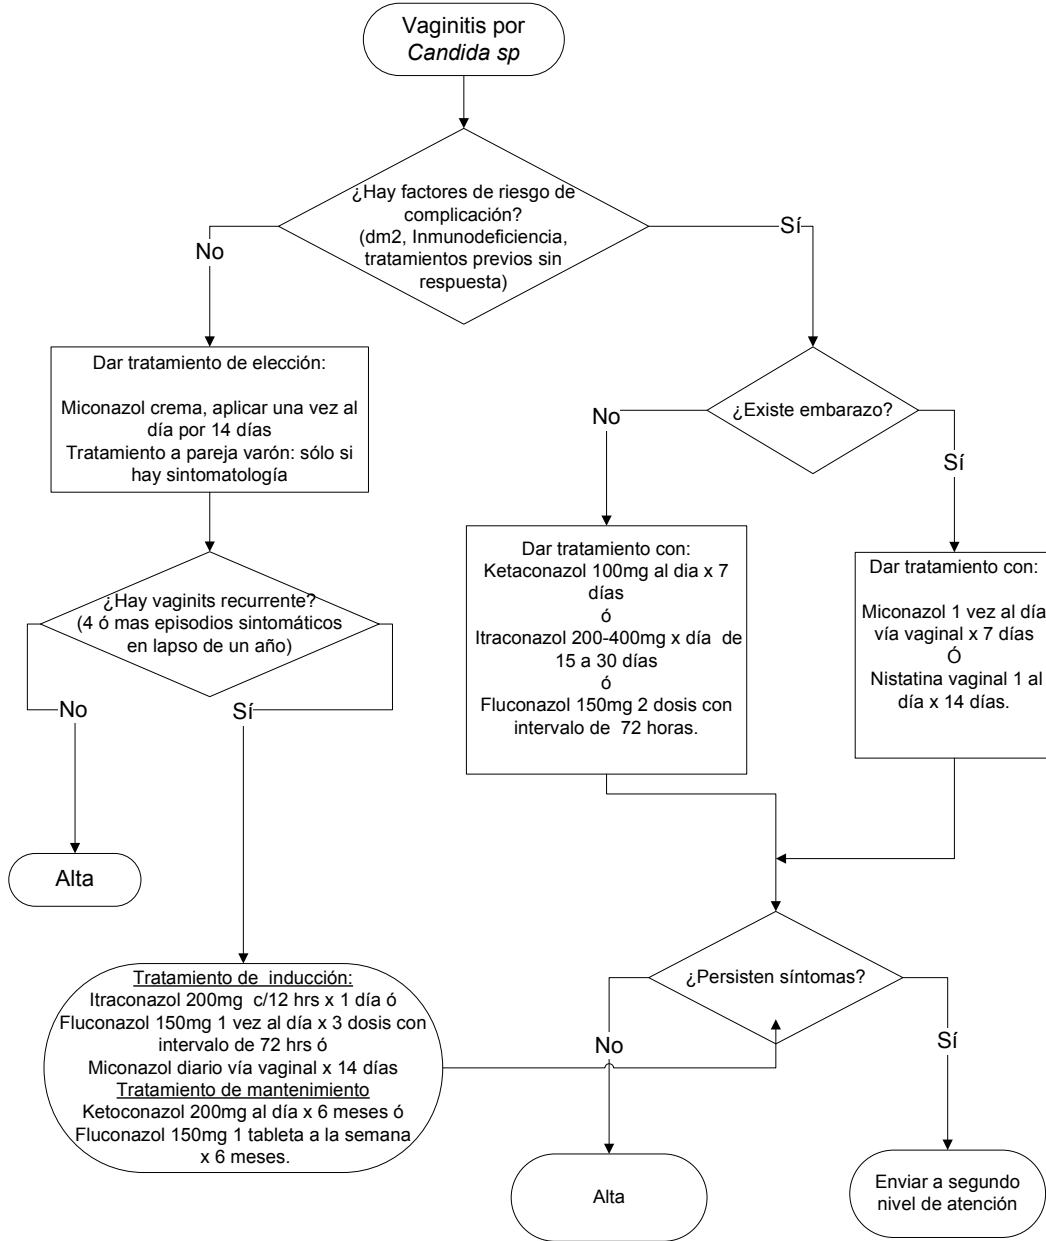 Vaginitis por
Candida sp
¿Hay factores de riesgo de
complicación?
(dm2, Inmunodeficiencia,
tratamientos previos sin
respuesta)
No
Sí
Dar tratamiento de elección:
Miconazol crema, aplicar una vez al
día por 14 días
Tratamiento a pareja varón: sólo si
hay sintomatología
¿Existe embarazo?
No
Sí
¿Hay vaginits recurrente?
(4 ó mas episodios sintomáticos
en lapso de un año)
No
Sí
Dar tratamiento con:
Ketaconazol 100mg al dia x 7
días
ó
Itraconazol 200-400mg x día de
15 a 30 días
ó
Fluconazol 150mg 2 dosis con
intervalo de 72 horas.
Dar tratamiento con:
Miconazol 1 vez al día
vía vaginal x 7 días
Ó
Nistatina vaginal 1 al
día x 14 días.
Alta
Tratamiento de inducción:
Itraconazol 200mg c/12 hrs x 1 día ó
Fluconazol 150mg 1 vez al día x 3 dosis con
intervalo de 72 hrs ó
Miconazol diario vía vaginal x 14 días
Tratamiento de mantenimiento
Ketoconazol 200mg al día x 6 meses ó
Fluconazol 150mg 1 tableta a la semana
x 6 meses.
¿Persisten síntomas?
No
Sí
Alta
Enviar a segundo
nivel de atención